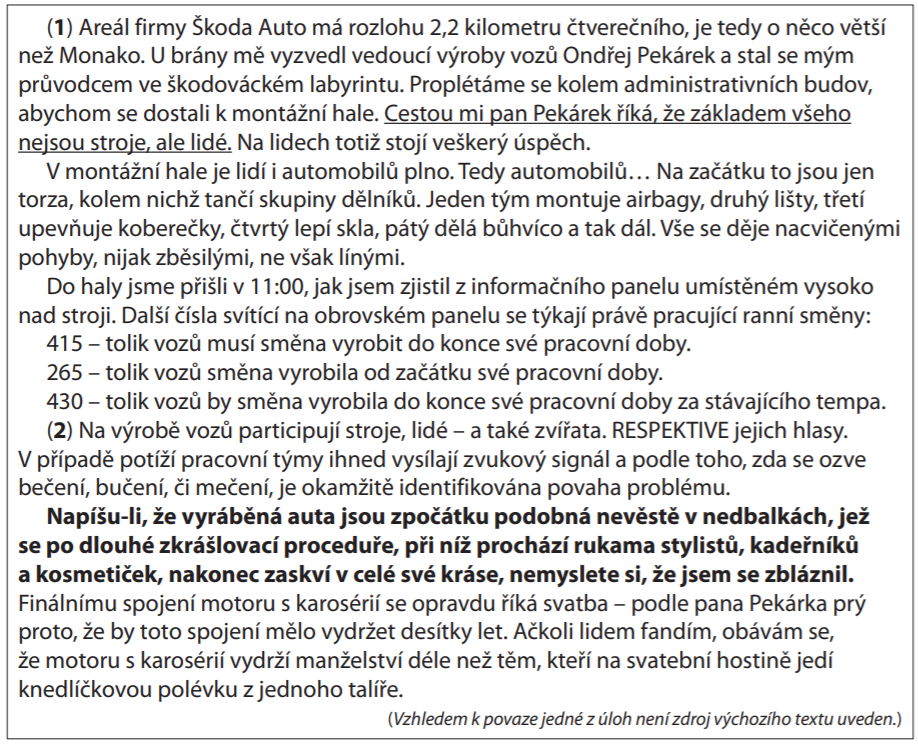 (1) Areál firmy Škoda Auto má rozlohu 2,2 kilometru čtverečního, je tedy o něco větší
než Monako. U brány mě vyzvedl vedoucí výroby vozů Ondřej Pekárek a stal se mým
průvodcem ve škodováckém labyrintu. Proplétáme se kolem administrativních budov,
abychom se dostali k montážní hale. Cestou mi pan Pekárek říká, že základem všeho
nejsou stroje, ale lidé. Na lidech totiž stojí veškerý úspěch.
V montážní hale je lidí i automobilů plno. Tedy automobilů… Na začátku to jsou jen
torza, kolem nichž tančí skupiny dělníků. Jeden tým montuje airbagy, druhý lišty, třetí
upevňuje koberečky, čtvrtý lepí skla, pátý dělá bůhvíco a tak dál. Vše se děje nacvičenými
pohyby, nijak zběsilými, ne však línými.
Do haly jsme přišli v 11:00, jak jsem zjistil z informačního panelu umístěném vysoko
nad stroji. Další čísla svítící na obrovském panelu se týkají právě pracující ranní směny:
415 – tolik vozů musí směna vyrobit do konce své pracovní doby.
265 – tolik vozů směna vyrobila od začátku své pracovní doby.
430 – tolik vozů by směna vyrobila do konce své pracovní doby za stávajícího tempa.
(2) Na výrobě vozů participují stroje, lidé – a také zvířata. RESPEKTIVE jejich hlasy.
V případě potíží pracovní týmy ihned vysílají zvukový signál a podle toho, zda se ozve
bečení, bučení, či mečení, je okamžitě identifikována povaha problému.
Napíšu-li, že vyráběná auta jsou zpočátku podobná nevěstě v nedbalkách, jež
se po dlouhé zkrášlovací proceduře, při níž prochází rukama stylistů, kadeřníků
a kosmetiček, nakonec zaskví v celé své kráse, nemyslete si, že jsem se zbláznil.
Finálnímu spojení motoru s karosérií se opravdu říká svatba – podle pana Pekárka prý
proto, že by toto spojení mělo vydržet desítky let. Ačkoli lidem fandím, obávám se,
že motoru s karosérií vydrží manželství déle než těm, kteří na svatební hostině jedí
knedlíčkovou polévku z jednoho talíře.
(Vzhledem k povaze jedné z úloh není zdroj výchozího textu uveden.)